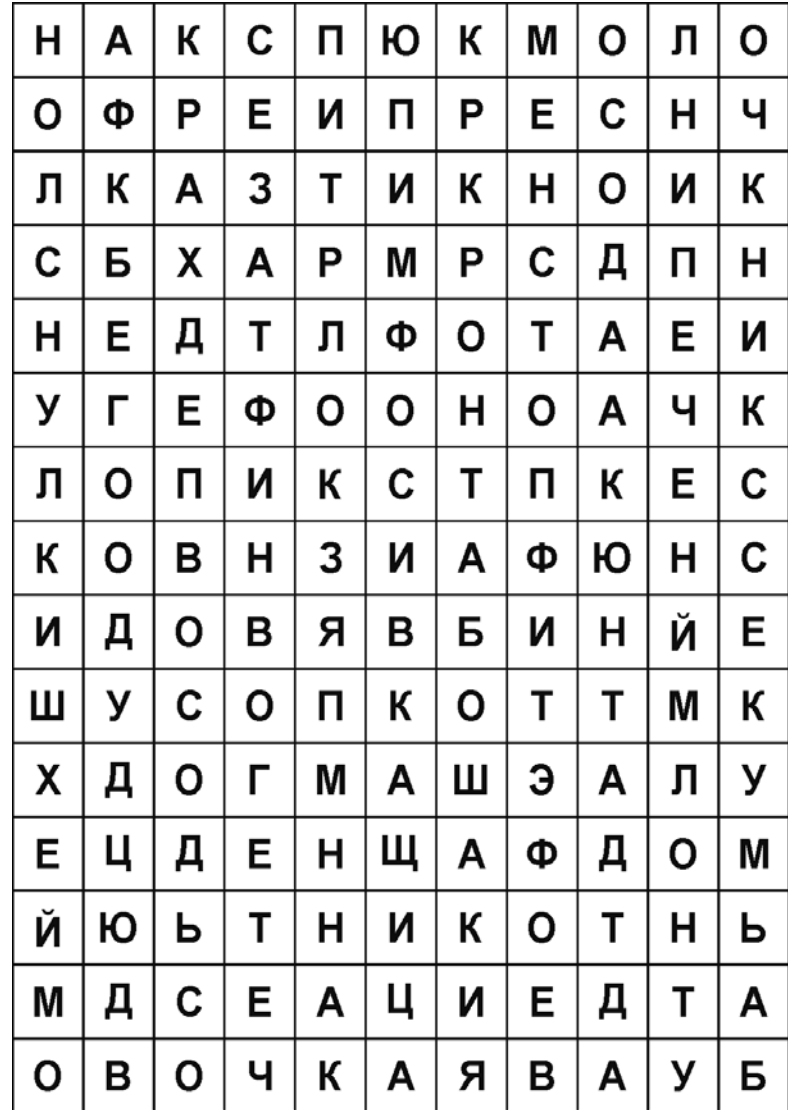 Н А К С П Ю К М О Л О
О Ф Р Е И П Р Е С Н Ч
Л К А З Т И К Н О И К
С Б Х А Р М Р С Д П Н
Н Е Д Т Л Ф О Т А Е И
У Г Е Ф О О Н О А Ч К
Л О П И К С Т П К Е С
К О В Н З И А Ф Ю Н С
И Д О В Я В Б И Н Й Е
Ш У С О П К О Т Т М К
Х Д О Г М А Ш Э А Л У
Е Ц Д Е Н Щ А Ф Д О М
Й Ю Ь Т Н И К О Т Н Ь
М Д С Е А Ц И Е Д Т А
О В О Ч К А Я В А У Б